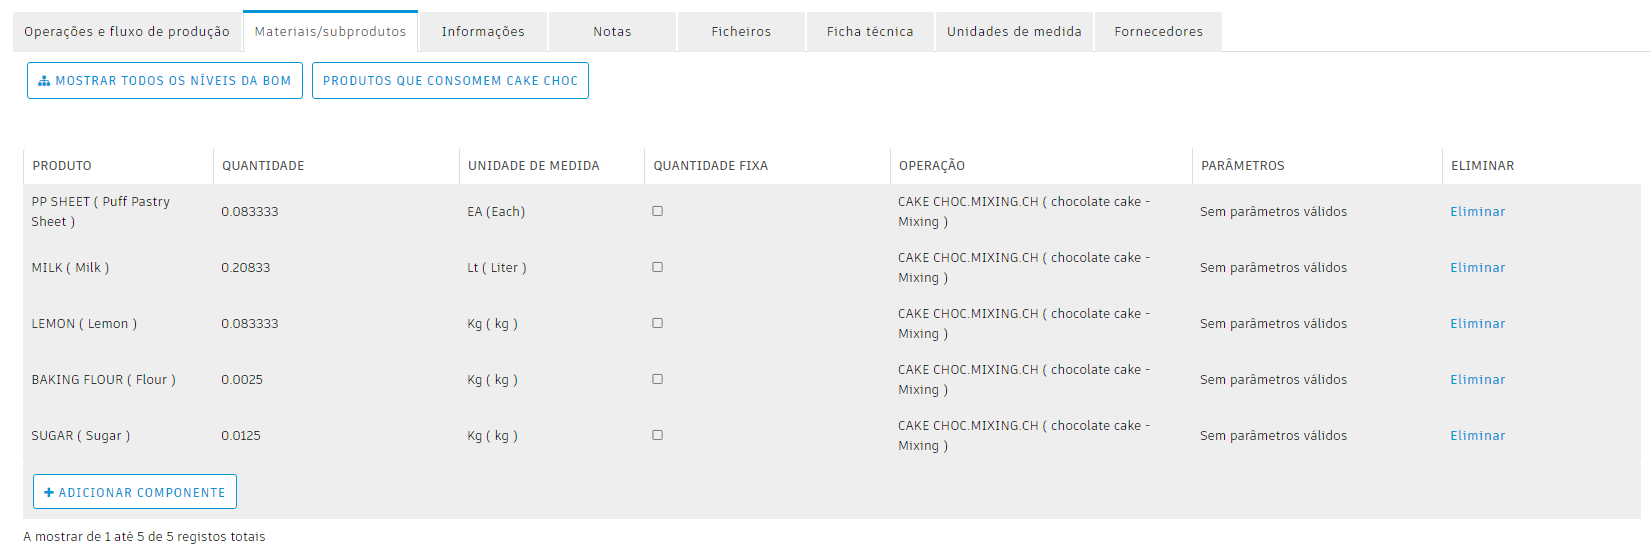 Operações e fluxo de produção Materiais/subprodutos Informações Notas Ficheiros Ficha técnica Unidades de medida Fornecedores
MOSTRAR TODOS OS NÍVEIS DA BOM PRODUTOS QUE CONSOMEM CAKE CHOC
PRODUTO QUANTIDADE UNIDADE DE MEDIDA QUANTIDADE FIXA OPERAÇÃO PARÂMETROS ELIMINAR
PP SHEET ( Puff Pastry
Sheet ) 0.083333 EA (Each) CAKE CHOC.MIXING.CH ( chocolate cake -
Mixing ) Sem parâmetros válidos Eliminar
MILK ( Milk ) 0.20833 Lt ( Liter ) CAKE CHOC.MIXING.CH ( chocolate cake -
Mixing ) Sem parâmetros válidos Eliminar
LEMON ( Lemon ) 0.083333 Kg ( kg ) CAKE CHOC.MIXING.CH ( chocolate cake -
Mixing ) Sem parâmetros válidos Eliminar
BAKING FLOUR ( Flour ) 0.0025 Kg ( kg ) CAKE CHOC.MIXING.CH ( chocolate cake -
Mixing ) Sem parâmetros válidos Eliminar
SUGAR ( Sugar ) 0.0125 Kg ( kg ) CAKE CHOC.MIXING.CH ( chocolate cake -
Mixing ) Sem parâmetros válidos Eliminar
ADICIONAR COMPONENTE
A mostrar de 1 até 5 de 5 registos totais